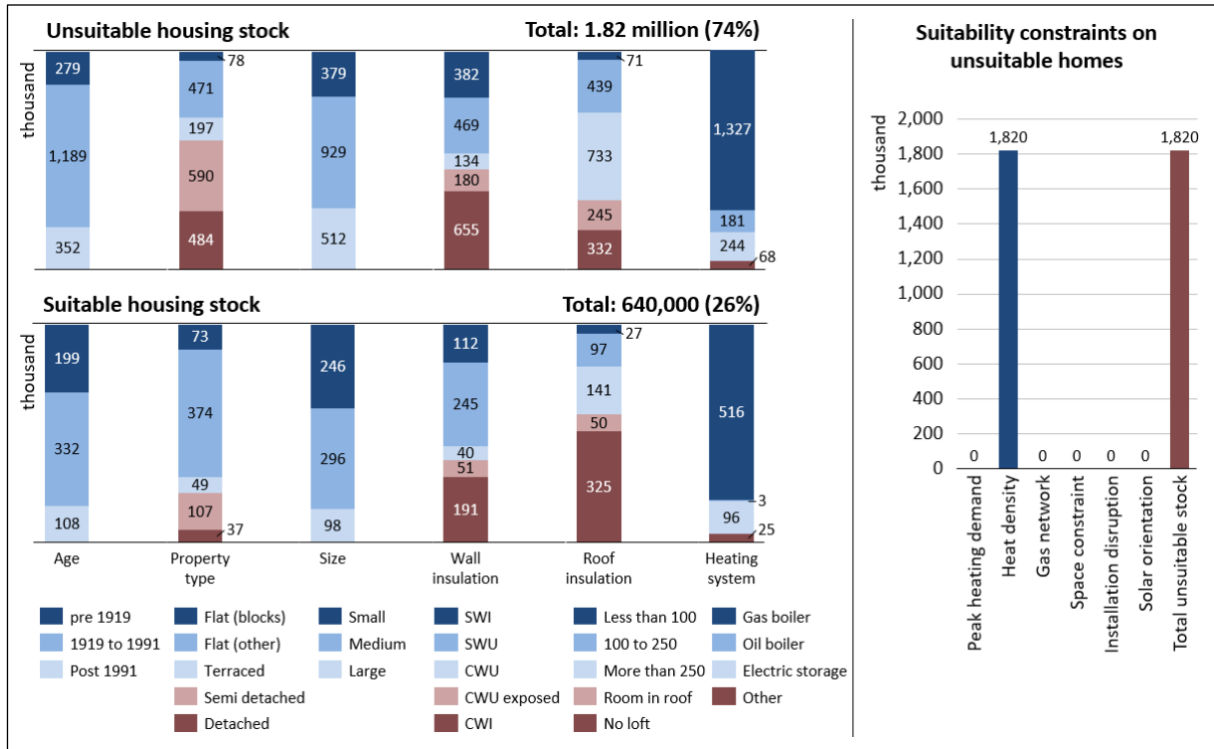 Unsuitable housing stock Total: 1.82 million (74%)
thousand
279
1,189
352
78
471
197
590
484
379
929
512
382
469
134
180
655
71
439
733
245
332
1,327
181
244
68
Suitable housing stock Total: 640,000 (26%)
thousand
199
332
108
73
374
49
107
37
246
296
98
112
245
40
51
191
27
97
141
50
325
516
3
96
25
Age
Property
type
Size
Wall
insulation
Roof
insulation
Heating
system
pre 1919
1919 to 1991
Post 1991
Flat (blocks)
Flat (other)
Terraced
Semi detached
Detached
Small
Medium
Large
SWI
SWU
CWU
CWU exposed
CWI
Less than 100
100 to 250
More than 250
Room in roof
No loft
Gas boiler
Oil boiler
Electric storage
Other
Suitability constraints on
unsuitable homes
thousand
2,000
1,800
1,600
1,400
1,200
1,000
800
600
400
200
0
0
1,820
0
0
0
0
1,820
Peak heating demand
Heat density
Gas network
Space constraint
Installation disruption
Solar orientation
Total unsuitable stock